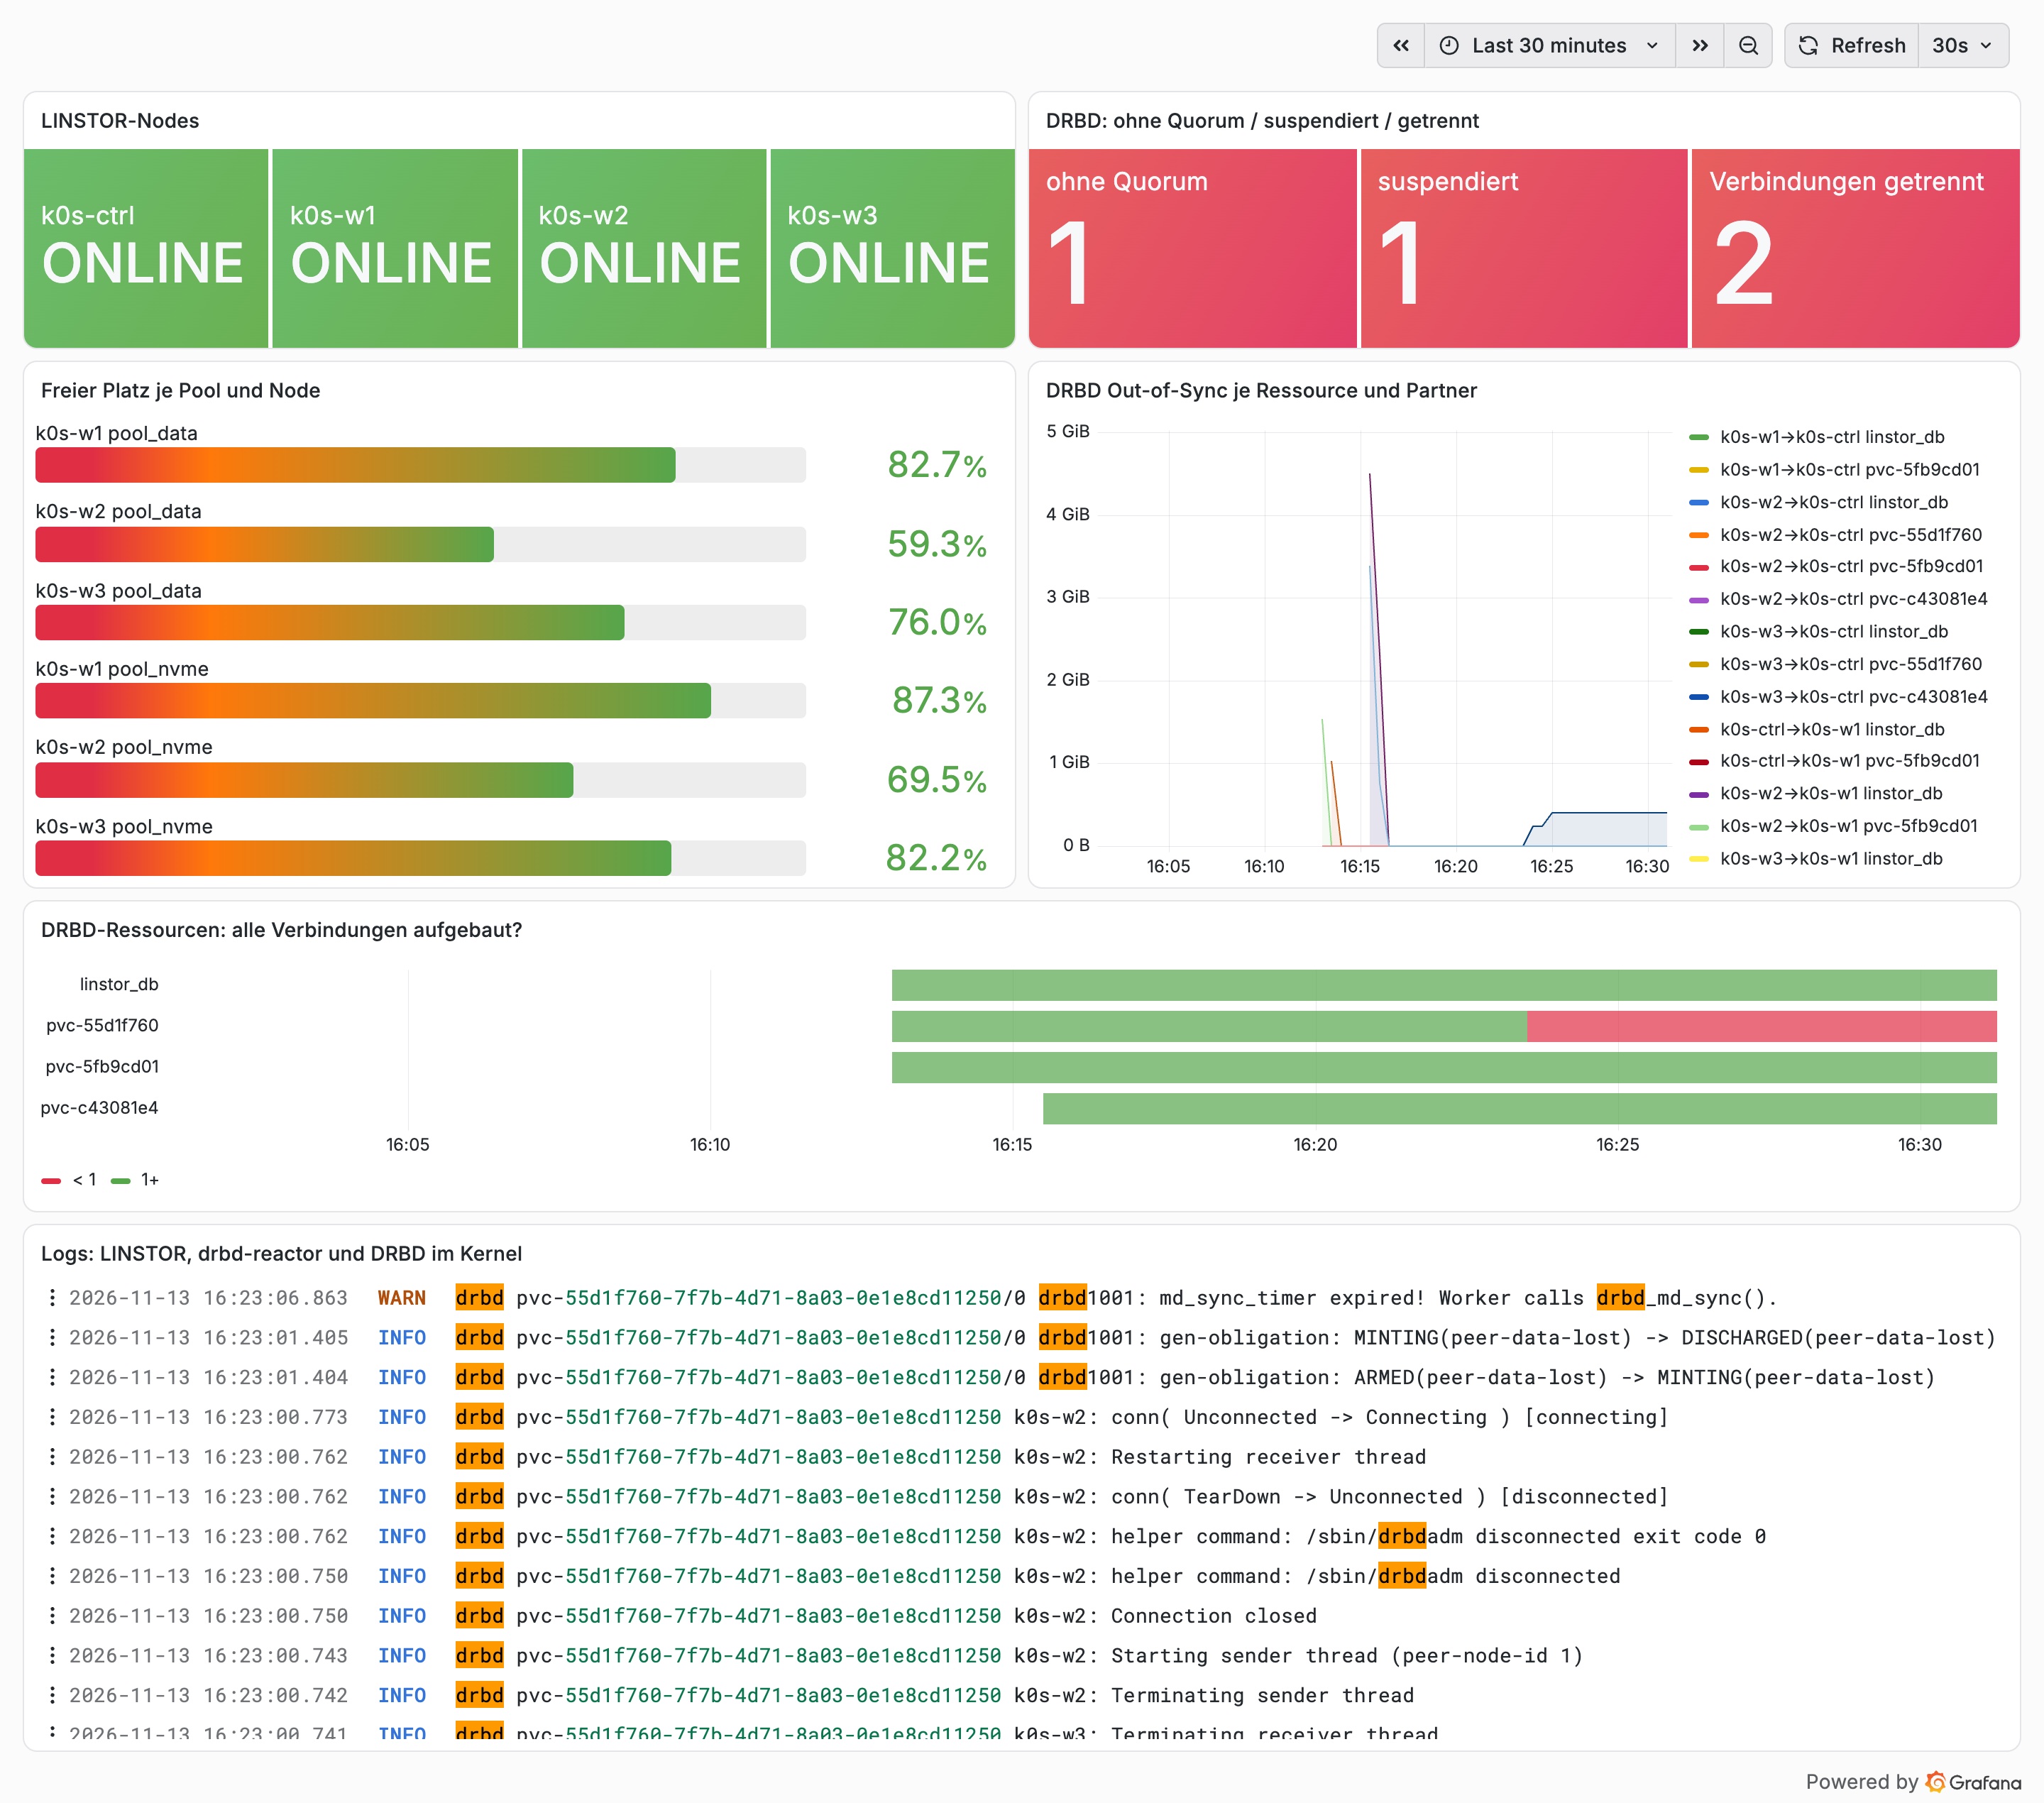 Last 30 minutes Refresh 30s
LINSTOR-Nodes
k0s-ctrl
ONLINE
k0s-w1
ONLINE
k0s-w2
ONLINE
k0s-w3
ONLINE
DRBD: ohne Quorum / suspendiert / getrennt
ohne Quorum
1
suspendiert
1
Verbindungen getrennt
2
Freier Platz je Pool und Node
k0s-w1 pool_data
82.7%
k0s-w2 pool_data
59.3%
k0s-w3 pool_data
76.0%
k0s-w1 pool_nvme
87.3%
k0s-w2 pool_nvme
69.5%
k0s-w3 pool_nvme
82.2%
DRBD Out-of-Sync je Ressource und Partner
5 GiB
4 GiB
3 GiB
2 GiB
1 GiB
0 B
16:05 16:10 16:15 16:20 16:25 16:30
k0s-w1→k0s-ctrl linstor_db
k0s-w1→k0s-ctrl pvc-5fb9cd01
k0s-w2→k0s-ctrl linstor_db
k0s-w2→k0s-ctrl pvc-55d1f760
k0s-w2→k0s-ctrl pvc-5fb9cd01
k0s-w2→k0s-ctrl pvc-c43081e4
k0s-w3→k0s-ctrl linstor_db
k0s-w3→k0s-ctrl pvc-55d1f760
k0s-w3→k0s-ctrl pvc-c43081e4
k0s-ctrl→k0s-w1 linstor_db
k0s-ctrl→k0s-w1 pvc-5fb9cd01
k0s-w2→k0s-w1 linstor_db
k0s-w2→k0s-w1 pvc-5fb9cd01
k0s-w3→k0s-w1 linstor_db
DRBD-Ressourcen: alle Verbindungen aufgebaut?
linstor_db
pvc-55d1f760
pvc-5fb9cd01
pvc-c43081e4
16:05 16:10 16:15 16:20 16:25 16:30
< 1 1+
Logs: LINSTOR, drbd-reactor und DRBD im Kernel
2026-11-13 16:23:06.863 WARN drbd pvc-55d1f760-7f7b-4d71-8a03-0e1e8cd11250/0 drbd1001: md_sync_timer expired! Worker calls drbd_md_sync().
2026-11-13 16:23:01.405 INFO drbd pvc-55d1f760-7f7b-4d71-8a03-0e1e8cd11250/0 drbd1001: gen-obligation: MINTING(peer-data-lost) -> DISCHARGED(peer-data-lost)
2026-11-13 16:23:01.404 INFO drbd pvc-55d1f760-7f7b-4d71-8a03-0e1e8cd11250/0 drbd1001: gen-obligation: ARMED(peer-data-lost) -> MINTING(peer-data-lost)
2026-11-13 16:23:00.773 INFO drbd pvc-55d1f760-7f7b-4d71-8a03-0e1e8cd11250 k0s-w2: conn( Unconnected -> Connecting ) [connecting]
2026-11-13 16:23:00.762 INFO drbd pvc-55d1f760-7f7b-4d71-8a03-0e1e8cd11250 k0s-w2: Restarting receiver thread
2026-11-13 16:23:00.762 INFO drbd pvc-55d1f760-7f7b-4d71-8a03-0e1e8cd11250 k0s-w2: conn( TearDown -> Unconnected ) [disconnected]
2026-11-13 16:23:00.762 INFO drbd pvc-55d1f760-7f7b-4d71-8a03-0e1e8cd11250 k0s-w2: helper command: /sbin/drbdadm disconnected exit code 0
2026-11-13 16:23:00.750 INFO drbd pvc-55d1f760-7f7b-4d71-8a03-0e1e8cd11250 k0s-w2: helper command: /sbin/drbdadm disconnected
2026-11-13 16:23:00.750 INFO drbd pvc-55d1f760-7f7b-4d71-8a03-0e1e8cd11250 k0s-w2: Connection closed
2026-11-13 16:23:00.743 INFO drbd pvc-55d1f760-7f7b-4d71-8a03-0e1e8cd11250 k0s-w2: Starting sender thread (peer-node-id 1)
2026-11-13 16:23:00.742 INFO drbd pvc-55d1f760-7f7b-4d71-8a03-0e1e8cd11250 k0s-w2: Terminating sender thread
2026-11-13 16:23:00.741 INFO drbd pvc-55d1f760-7f7b-4d71-8a03-0e1e8cd11250 k0s-w3: Terminating receiver thread
Powered by Grafana